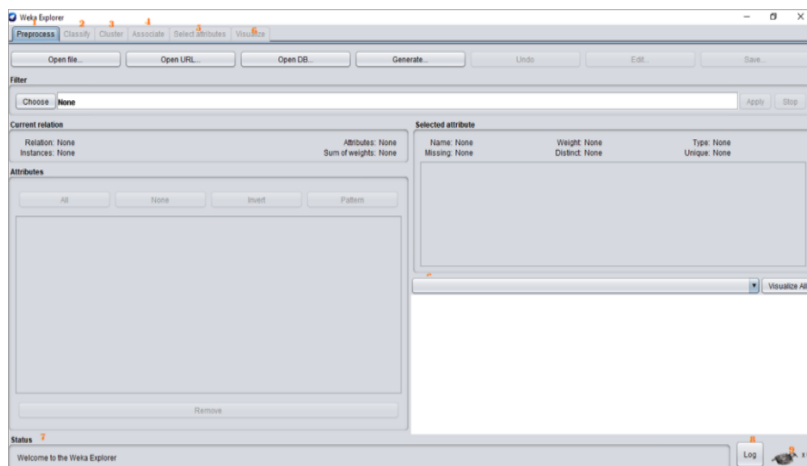 Weka Explorer
1 2 3 4 5 6
Preprocess Classify Cluster Associate Select attributes Visualize
Open file... Open URL... Open DB... Generate... Undo Edit... Save...
Filter
Choose None Apply Stop
Current relation
Relation: None Attributes: None
Instances: None Sum of weights: None
Selected attribute
Name: None Weight: None Type: None
Missing: None Distinct: None Unique: None
Attributes
All None Invert Pattern
Visualize All
Remove
Status 7
Welcome to the Weka Explorer
8
Log
9
x